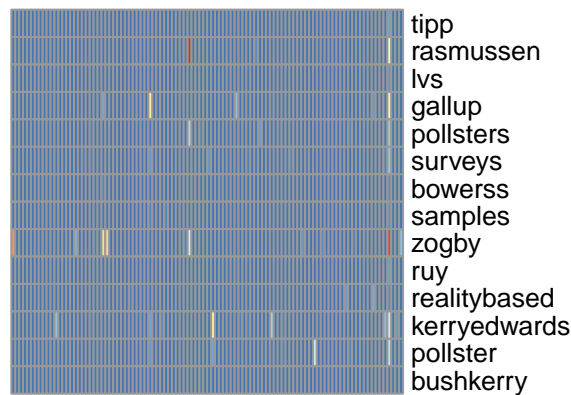 tipp
rasmussen
lvs
gallup
pollsters
surveys
bowerss
samples
zogby
ruy
realitybased
kerryedwards
pollster
bushkerry